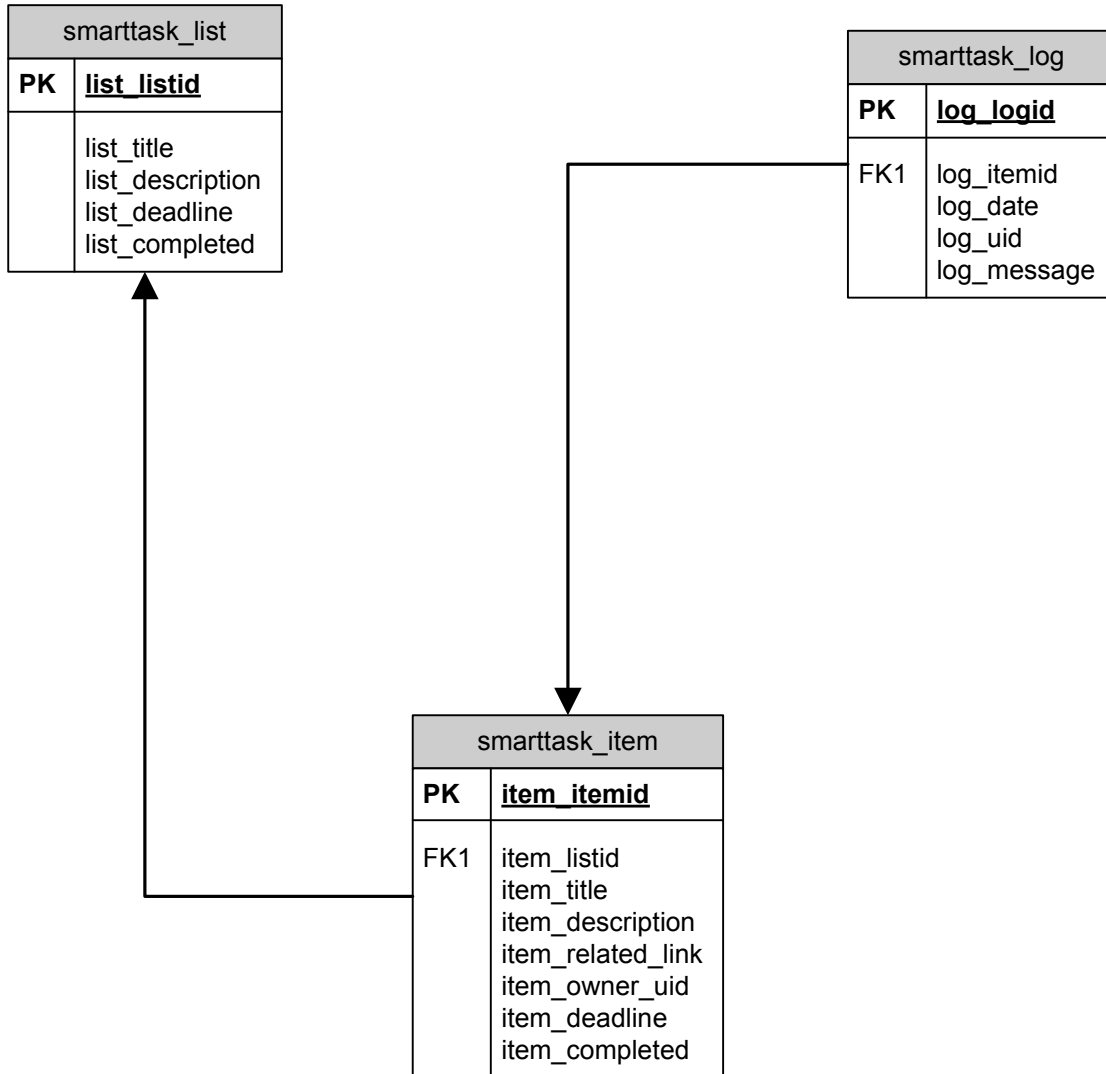 smarttask_list
PK list_listid
list_title
list_description
list_deadline
list_completed
smarttask_log
PK log_logid
FK1 log_itemid
log_date
log_uid
log_message
smarttask_item
PK item_itemid
FK1 item_listid
item_title
item_description
item_related_link
item_owner_uid
item_deadline
item_completed